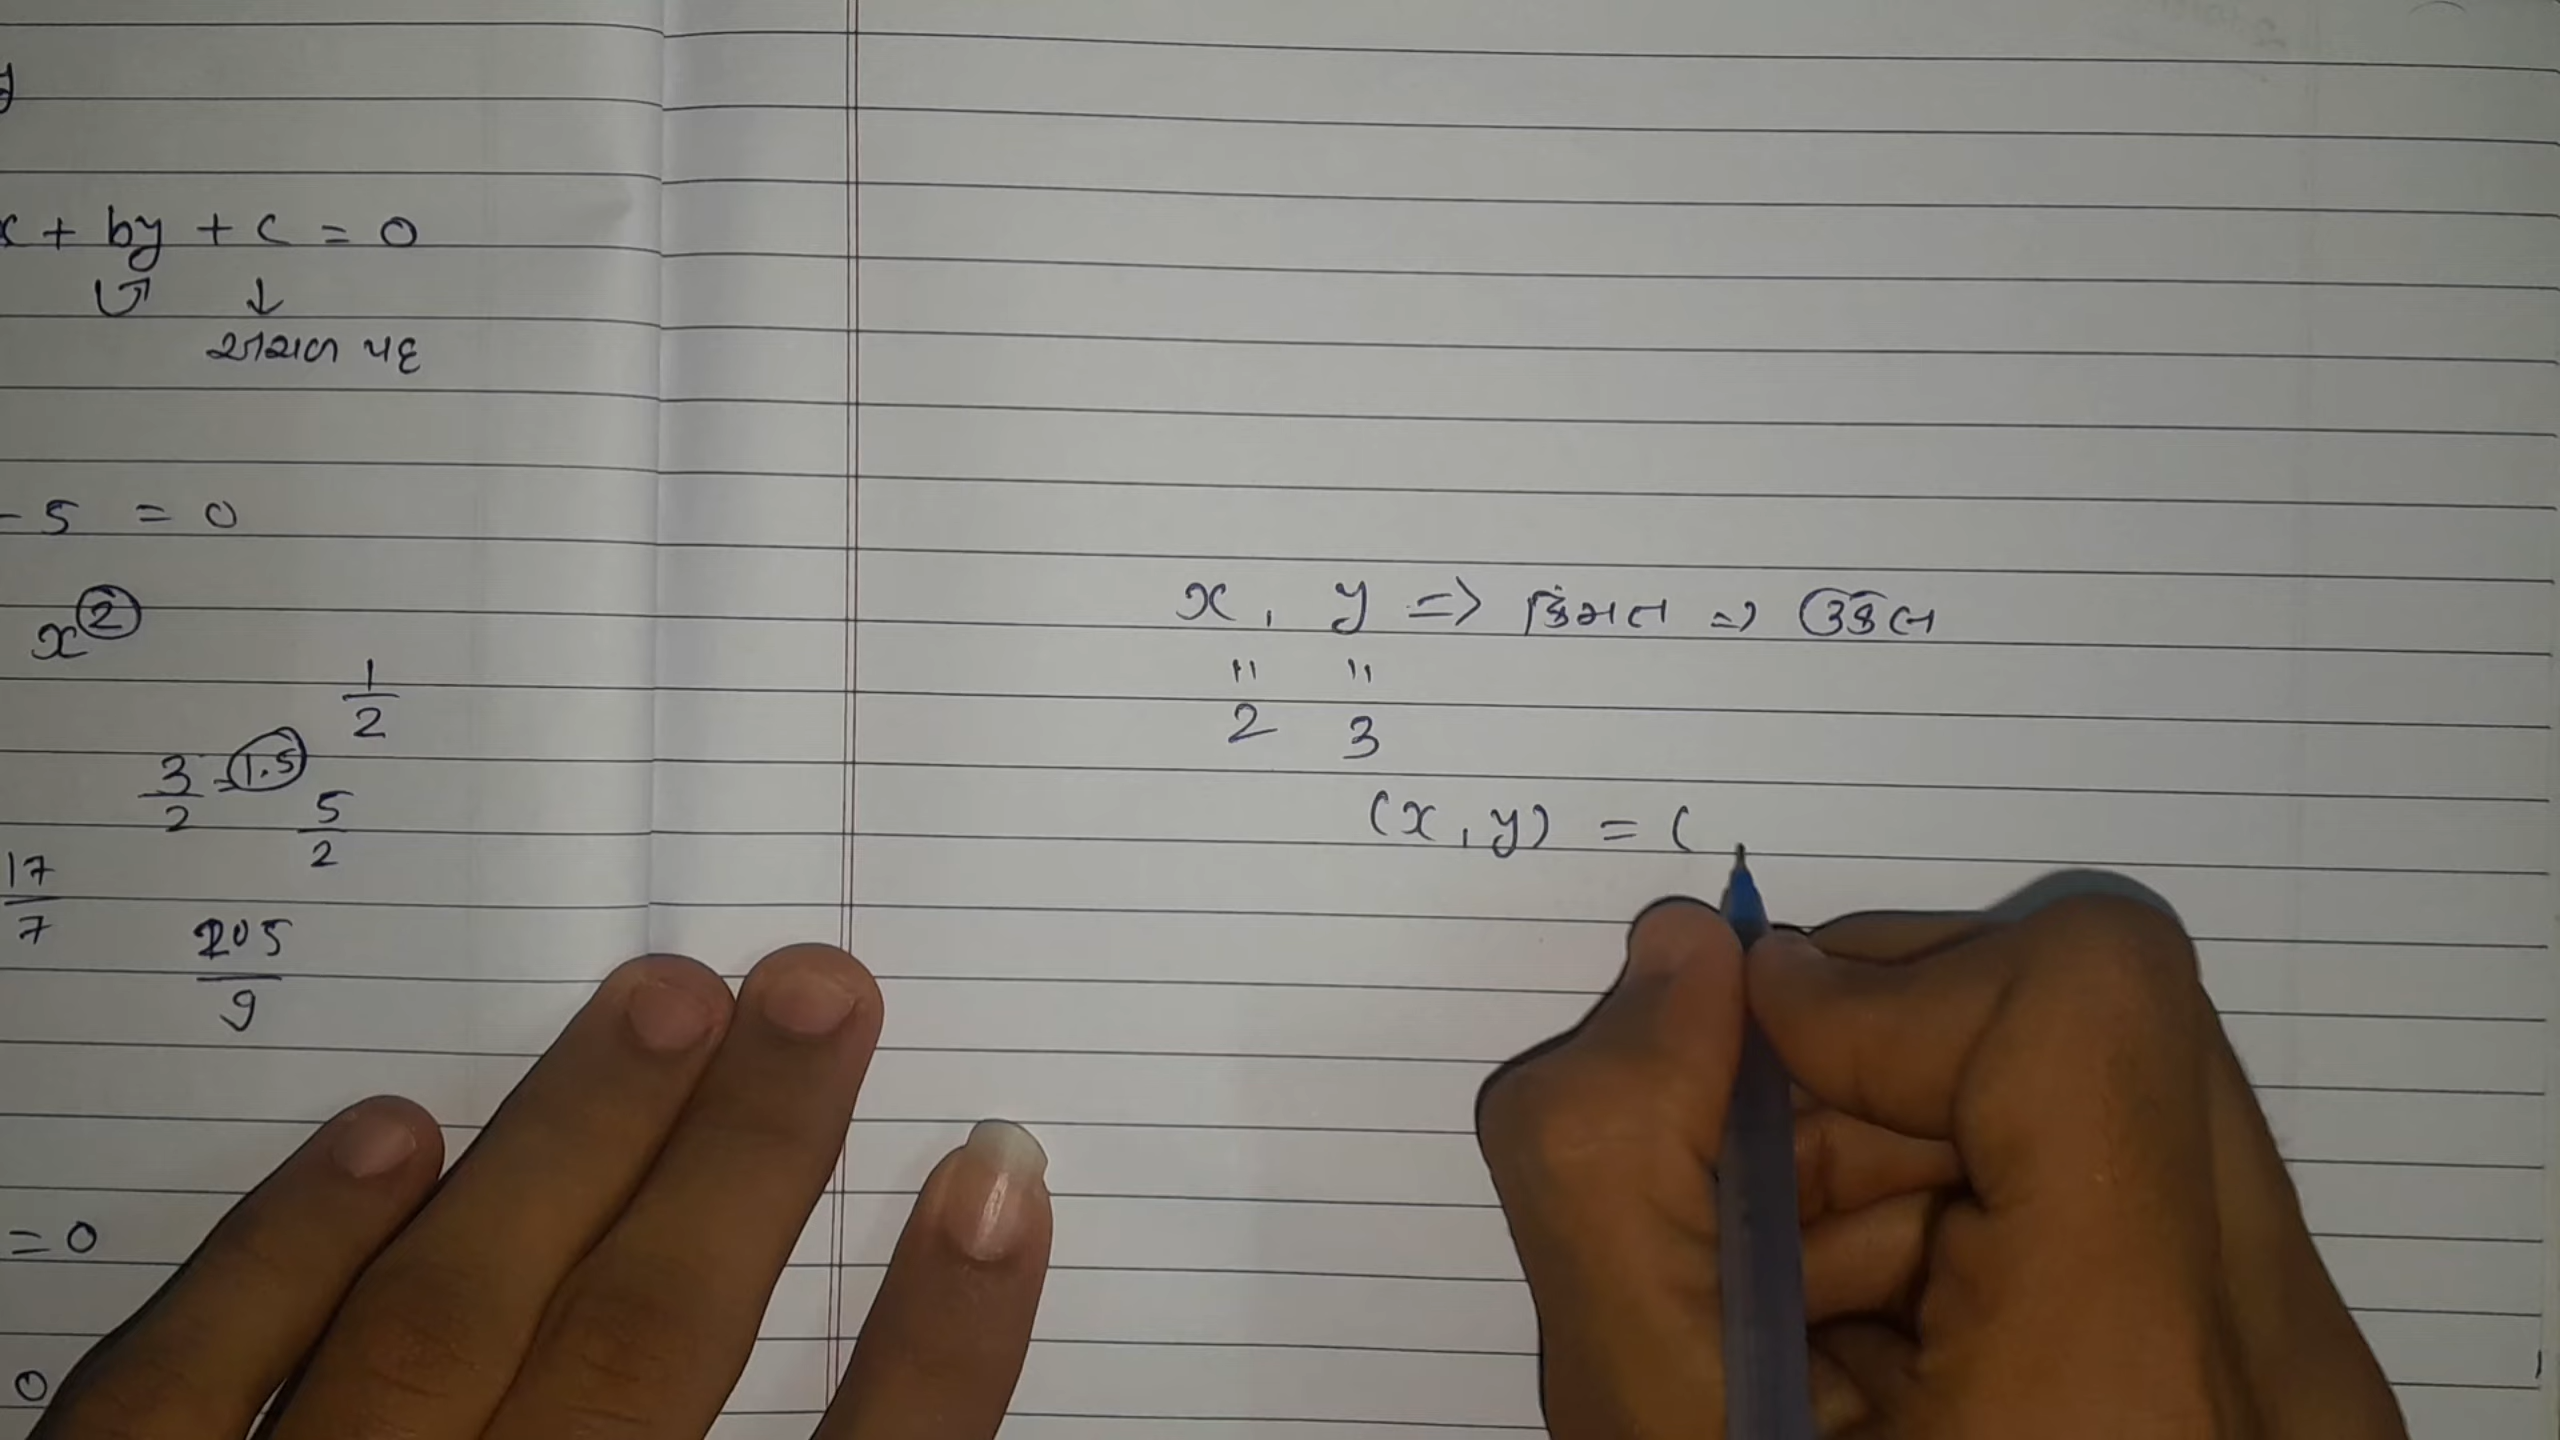 y
x + by + c = 0
↓
અચળ પદ
- 5 = 0
x²
1/2
3/2 = 1.5
5/2
17/7
205/9
= 0
0
x, y => કિંમત => ઉકેલ
" "
2 3
(x, y) = (